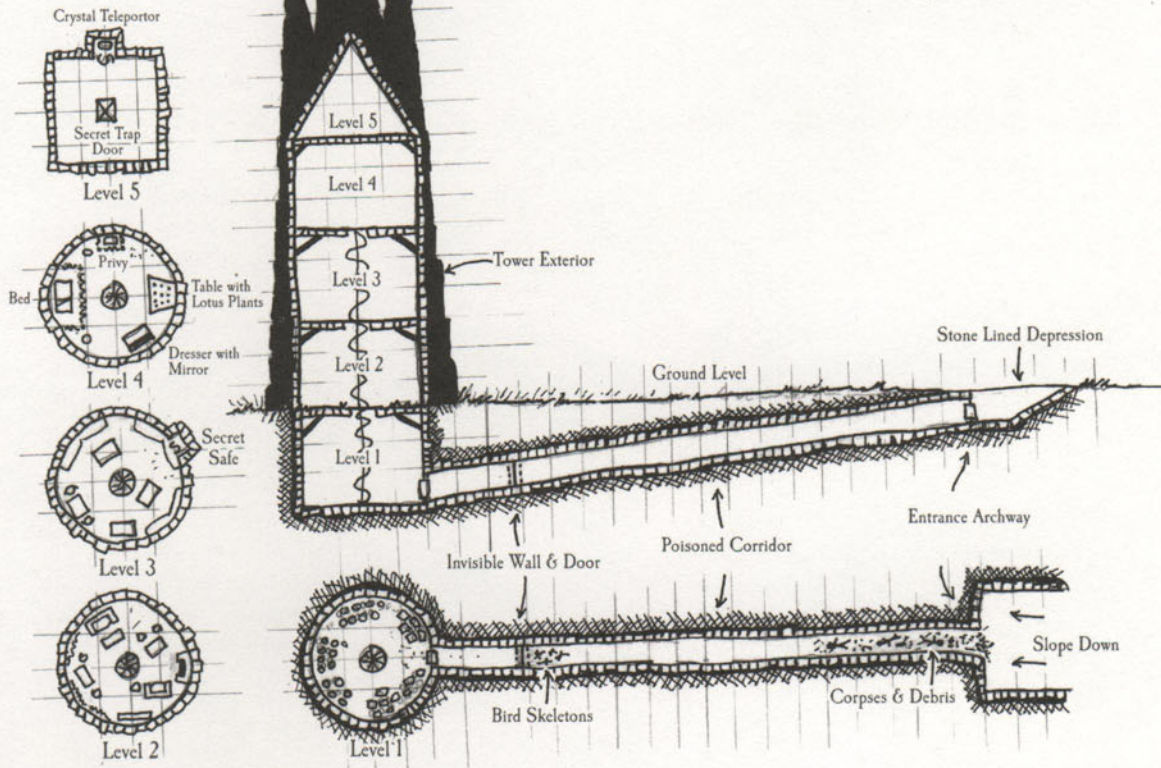 Crystal Teleportor
Secret Trap
Door
Level 5
Privy
Bed
Table with
Lotus Plants
Dresser with
Mirror
Level 4
Secret
Safe
Level 3
Level 2
Level 5
Level 4
Level 3
Level 2
Level 1
Tower Exterior
Ground Level
Stone Lined Depression
Entrance Archway
Poisoned Corridor
Invisible Wall & Door
Slope Down
Corpses & Debris
Bird Skeletons
Level 1